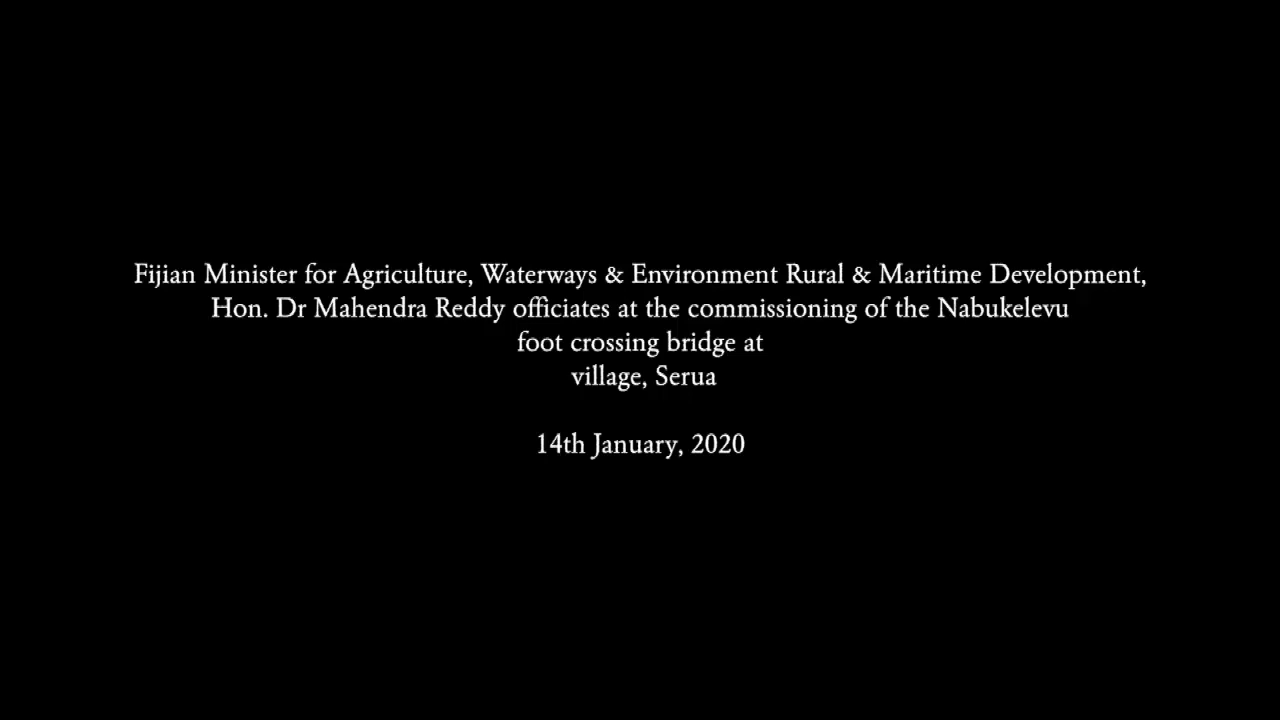 Fijian Minister for Agriculture, Waterways & Environment Rural & Maritime Development,
Hon. Dr Mahendra Reddy officiates at the commissioning of the Nabukelevu
foot crossing bridge at
village, Serua
14th January, 2020